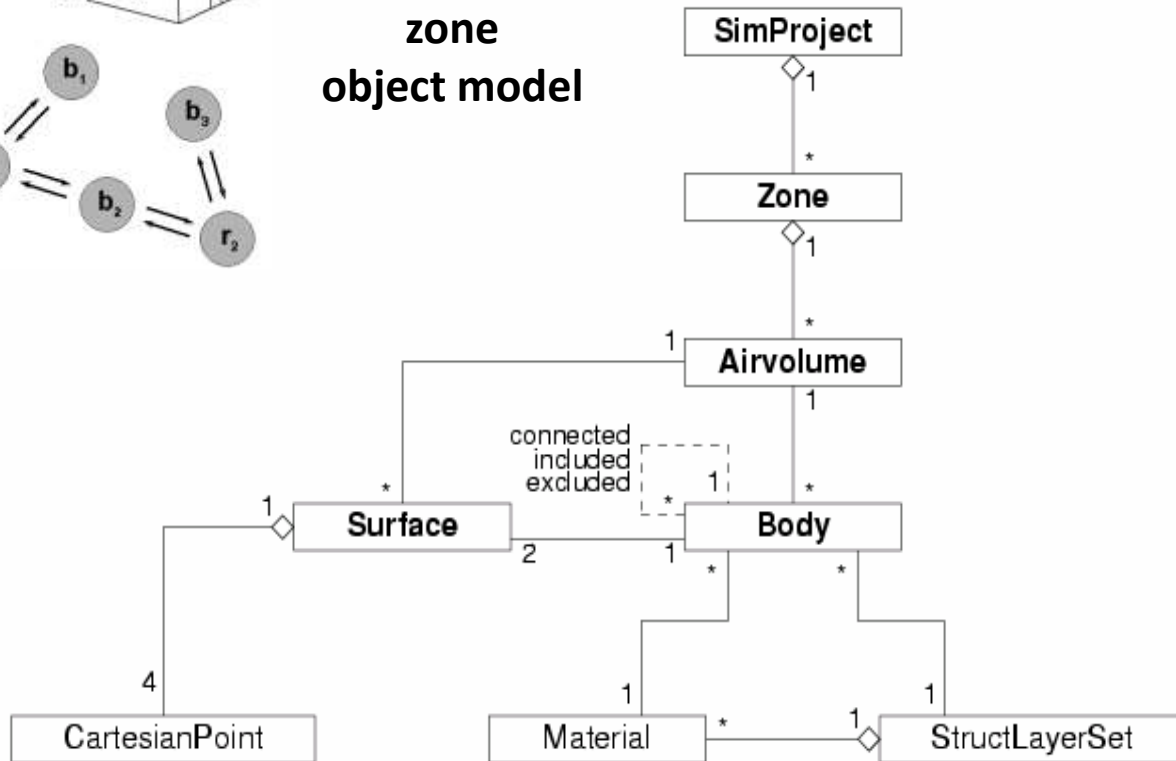 zone
object model
b₁
b₃
b₂
r₂
SimProject
1
*
Zone
1
*
1
Airvolume
1
connected
included
excluded
1
*
*
*
1
Surface
Body
2
1
*
*
4
1
1
*
1
CartesianPoint
Material
StructLayerSet